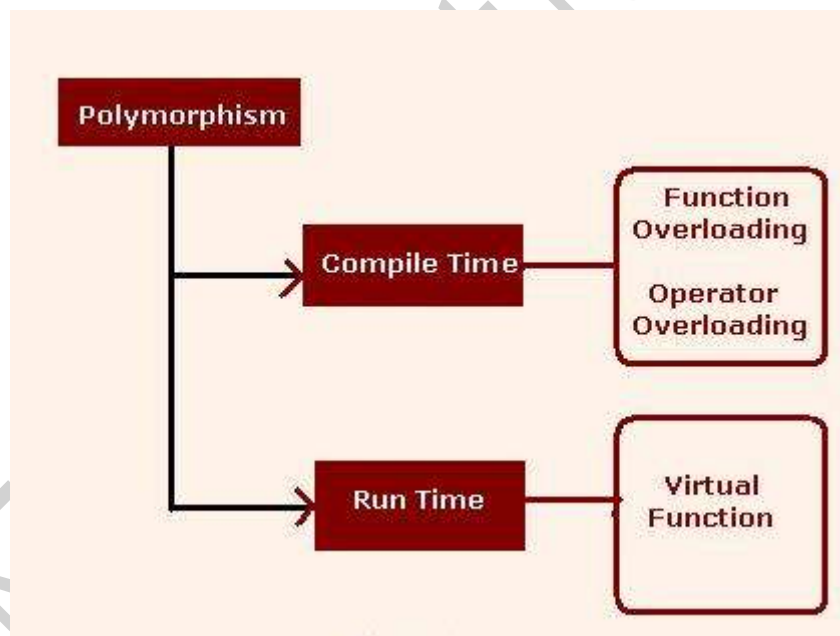 Polymorphism
Compile Time
Function
Overloading
Operator
Overloading
Run Time
Virtual
Function